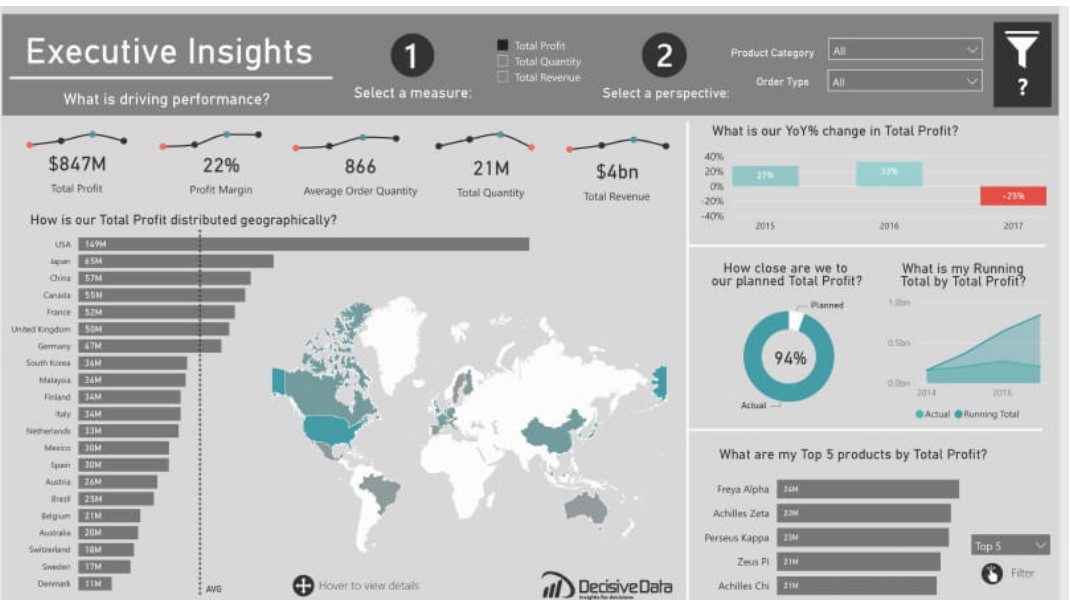 Executive Insights
What is driving performance?
1
Select a measure:
Total Profit
Total Quantity
Total Revenue
2
Select a perspective:
Product Category
All
Order Type
All
?
$847M
Total Profit
22%
Profit Margin
866
Average Order Quantity
21M
Total Quantity
$4bn
Total Revenue
How is our Total Profit distributed geographically?
USA 149M
Japan 65M
China 57M
Canada 55M
France 52M
United Kingdom 50M
Germany 47M
South Korea 36M
Malaysia 36M
Finland 34M
Italy 34M
Netherlands 33M
Mexico 30M
Spain 30M
Austria 26M
Brazil 25M
Belgium 21M
Australia 20M
Switzerland 18M
Sweden 17M
Denmark 11M
AVG
Hover to view details
DecisiveData
Insights for decisions
What is our YoY% change in Total Profit?
40%
20%
0%
-20%
-40%
27%
33%
-25%
2015
2016
2017
How close are we to
our planned Total Profit?
Planned
94%
Actual
What is my Running
Total by Total Profit?
1.0bn
0.5bn
0.0bn
2014
2016
Actual
Running Total
What are my Top 5 products by Total Profit?
Freya Alpha 24M
Achilles Zeta 23M
Perseus Kappa 23M
Zeus Pi 21M
Achilles Chi 21M
Top 5
Filter